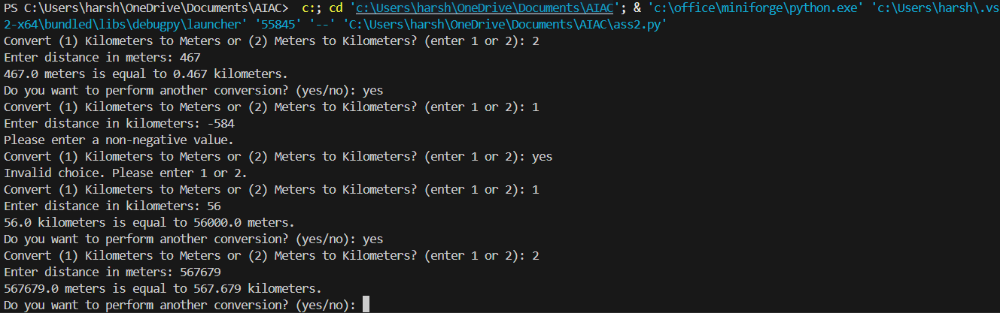 PS C:\Users\harsh\OneDrive\Documents\AIAC>  c:; cd 'c:\Users\harsh\OneDrive\Documents\AIAC'; & 'c:\office\miniforge\python.exe' 'c:\Users\harsh\.vs
2-x64\bundled\libs\debugpy\launcher' '55845' '--' 'C:\Users\harsh\OneDrive\Documents\AIAC\ass2.py'
Convert (1) Kilometers to Meters or (2) Meters to Kilometers? (enter 1 or 2): 2
Enter distance in meters: 467
467.0 meters is equal to 0.467 kilometers.
Do you want to perform another conversion? (yes/no): yes
Convert (1) Kilometers to Meters or (2) Meters to Kilometers? (enter 1 or 2): 1
Enter distance in kilometers: -584
Please enter a non-negative value.
Convert (1) Kilometers to Meters or (2) Meters to Kilometers? (enter 1 or 2): yes
Invalid choice. Please enter 1 or 2.
Convert (1) Kilometers to Meters or (2) Meters to Kilometers? (enter 1 or 2): 1
Enter distance in kilometers: 56
56.0 kilometers is equal to 56000.0 meters.
Do you want to perform another conversion? (yes/no): yes
Convert (1) Kilometers to Meters or (2) Meters to Kilometers? (enter 1 or 2): 2
Enter distance in meters: 567679
567679.0 meters is equal to 567.679 kilometers.
Do you want to perform another conversion? (yes/no):